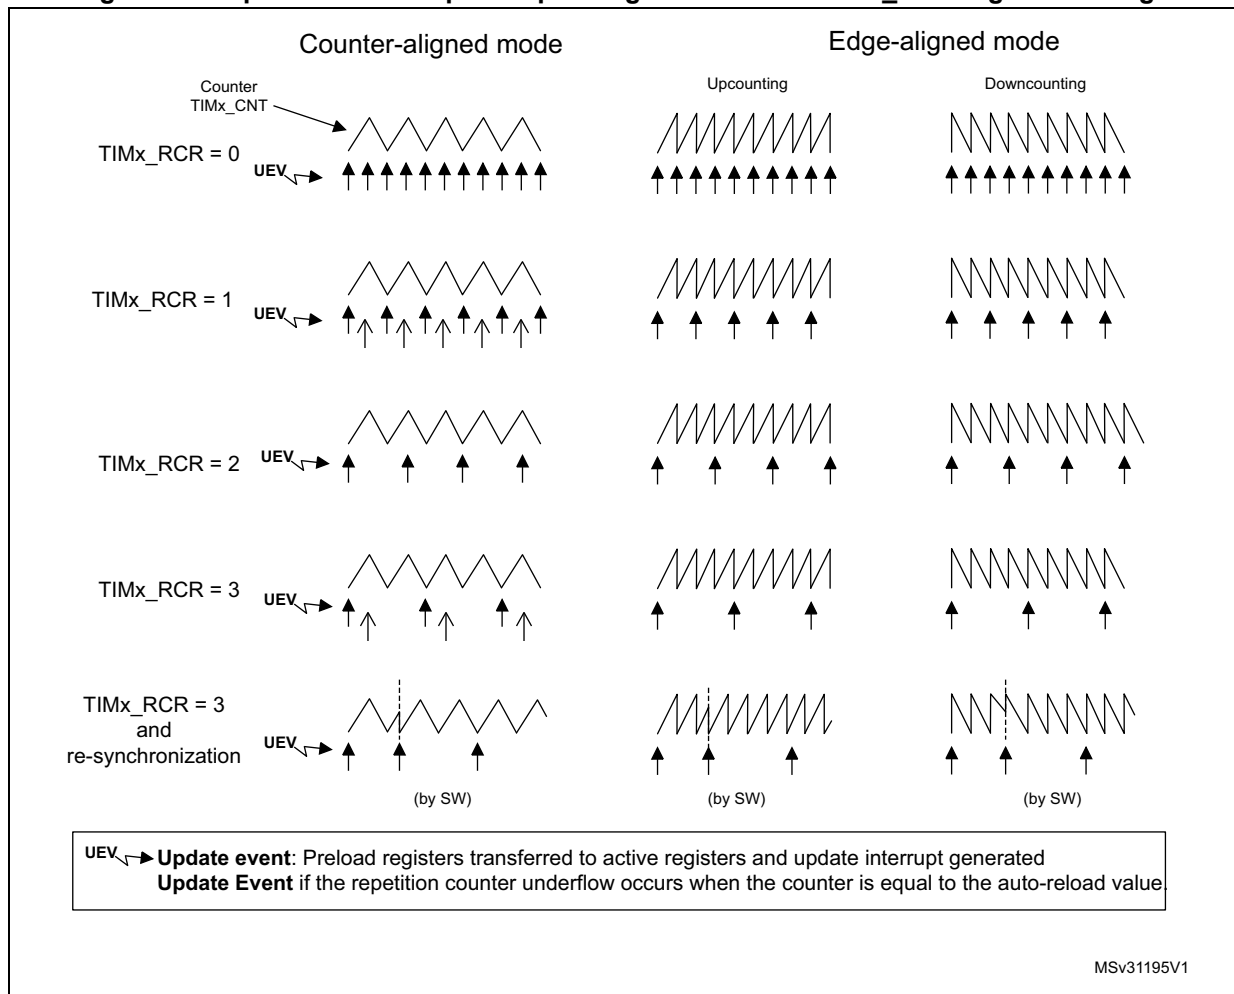 Counter-aligned mode
Edge-aligned mode
Counter
TIMx_CNT
Upcounting
Downcounting
TIMx_RCR = 0
UEV
TIMx_RCR = 1
UEV
TIMx_RCR = 2
UEV
TIMx_RCR = 3
UEV
TIMx_RCR = 3
and
re-synchronization
UEV
(by SW)
(by SW)
(by SW)
UEV Update event: Preload registers transferred to active registers and update interrupt generated
Update Event if the repetition counter underflow occurs when the counter is equal to the auto-reload value.
MSv31195V1